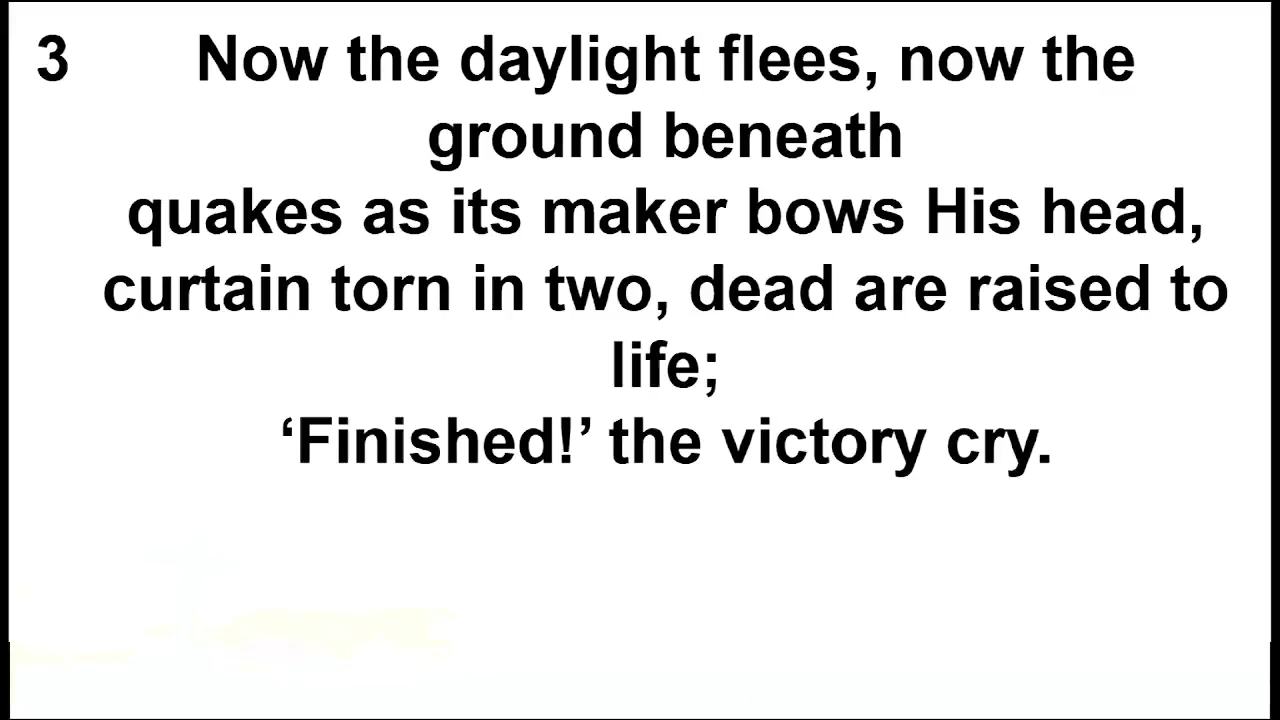 3 Now the daylight flees, now the
ground beneath
quakes as its maker bows His head,
curtain torn in two, dead are raised to
life;
‘Finished!’ the victory cry.